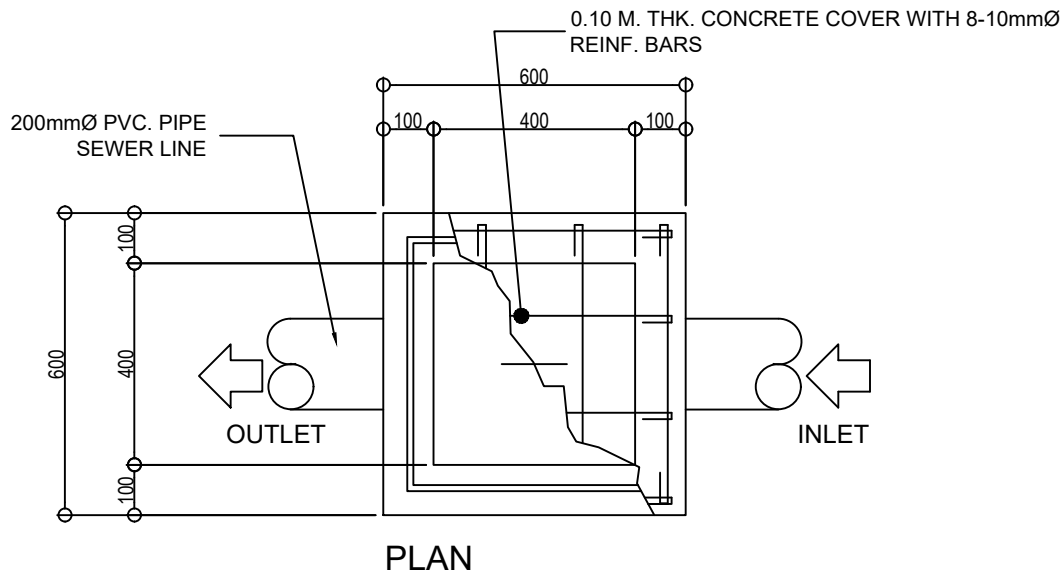 0.10 M. THK. CONCRETE COVER WITH 8-10mmØ
REINF. BARS
600
100 400 100
200mmØ PVC. PIPE
SEWER LINE
100
600
400
100
OUTLET
INLET
PLAN